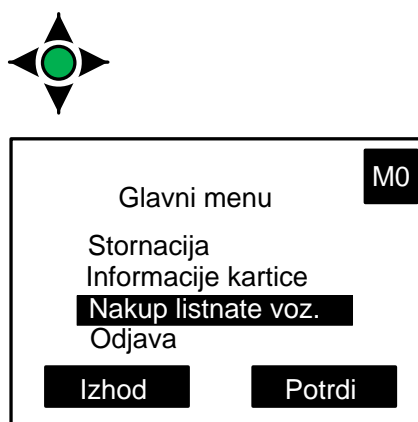 M0
Glavni menu
Stornacija
Informacije kartice
Nakup listnate voz.
Odjava
Izhod Potrdi